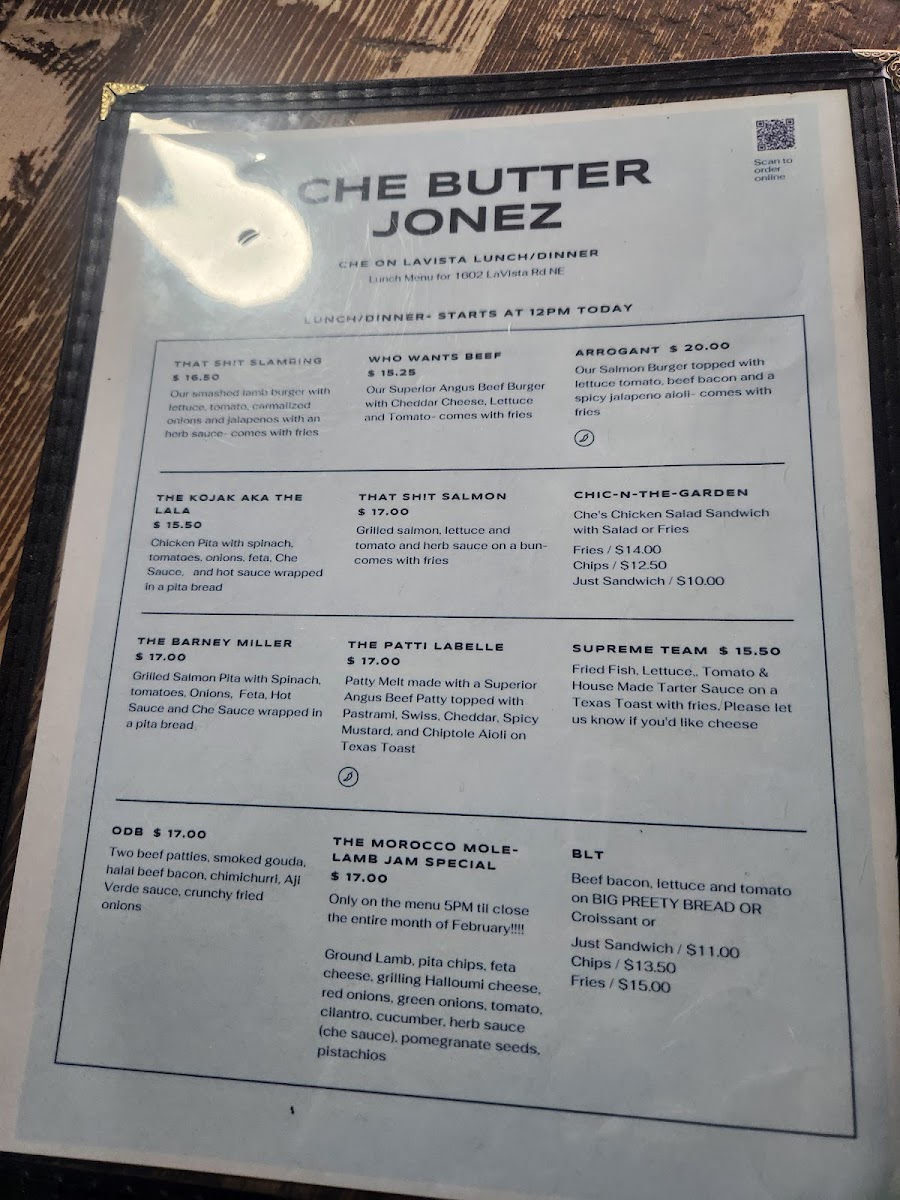 CHE BUTTER
JONEZ
Scan to
order
online
CHE ON LAVISTA LUNCH/DINNER
Lunch Menu for 1602 LaVista Rd NE
LUNCH/DINNER- STARTS AT 12PM TODAY
THAT SH!T SLAMBING
$ 16.50
Our smashed lamb burger with
lettuce, tomato, carmalized
onions and jalapenos with an
herb sauce- comes with fries
WHO WANTS BEEF
$ 15.25
Our Superior Angus Beef Burger
with Cheddar Cheese, Lettuce
and Tomato- comes with fries
ARROGANT $ 20.00
Our Salmon Burger topped with
lettuce tomato, beef bacon and a
spicy jalapeno aioli- comes with
fries
THE KOJAK AKA THE
LALA
$ 15.50
Chicken Pita with spinach,
tomatoes, onions, feta, Che
Sauce, and hot sauce wrapped
in a pita bread
THAT SH!T SALMON
$ 17.00
Grilled salmon, lettuce and
tomato and herb sauce on a bun-
comes with fries
CHIC-N-THE-GARDEN
Che's Chicken Salad Sandwich
with Salad or Fries
Fries / $14.00
Chips / $12.50
Just Sandwich / $10.00
THE BARNEY MILLER
$ 17.00
Grilled Salmon Pita with Spinach,
tomatoes, Onions, Feta, Hot
Sauce and Che Sauce wrapped in
a pita bread
THE PATTI LABELLE
$ 17.00
Patty Melt made with a Superior
Angus Beef Patty topped with
Pastrami, Swiss, Cheddar, Spicy
Mustard, and Chiptole Aioli on
Texas Toast
SUPREME TEAM $ 15.50
Fried Fish, Lettuce,, Tomato &
House Made Tarter Sauce on a
Texas Toast with fries. Please let
us know if you'd like cheese
ODB $ 17.00
Two beef patties, smoked gouda,
halal beef bacon, chimichurri, Aji
Verde sauce, crunchy fried
onions
THE MOROCCO MOLE-
LAMB JAM SPECIAL
$ 17.00
Only on the menu 5PM til close
the entire month of February!!!!
Ground Lamb, pita chips, feta
cheese, grilling Halloumi cheese,
red onions, green onions, tomato,
cilantro, cucumber, herb sauce
(che sauce), pomegranate seeds,
pistachios
BLT
Beef bacon, lettuce and tomato
on BIG PREETY BREAD OR
Croissant or
Just Sandwich / $11.00
Chips / $13.50
Fries / $15.00